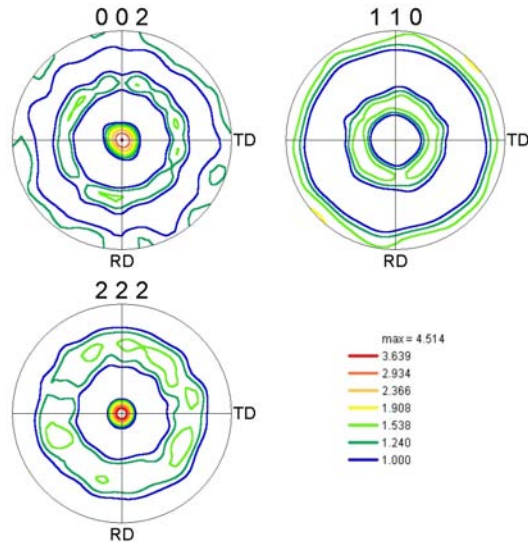 0 0 2
TD
RD
1 1 0
TD
RD
2 2 2
TD
RD
max = 4.514
3.639
2.934
2.366
1.908
1.538
1.240
1.000